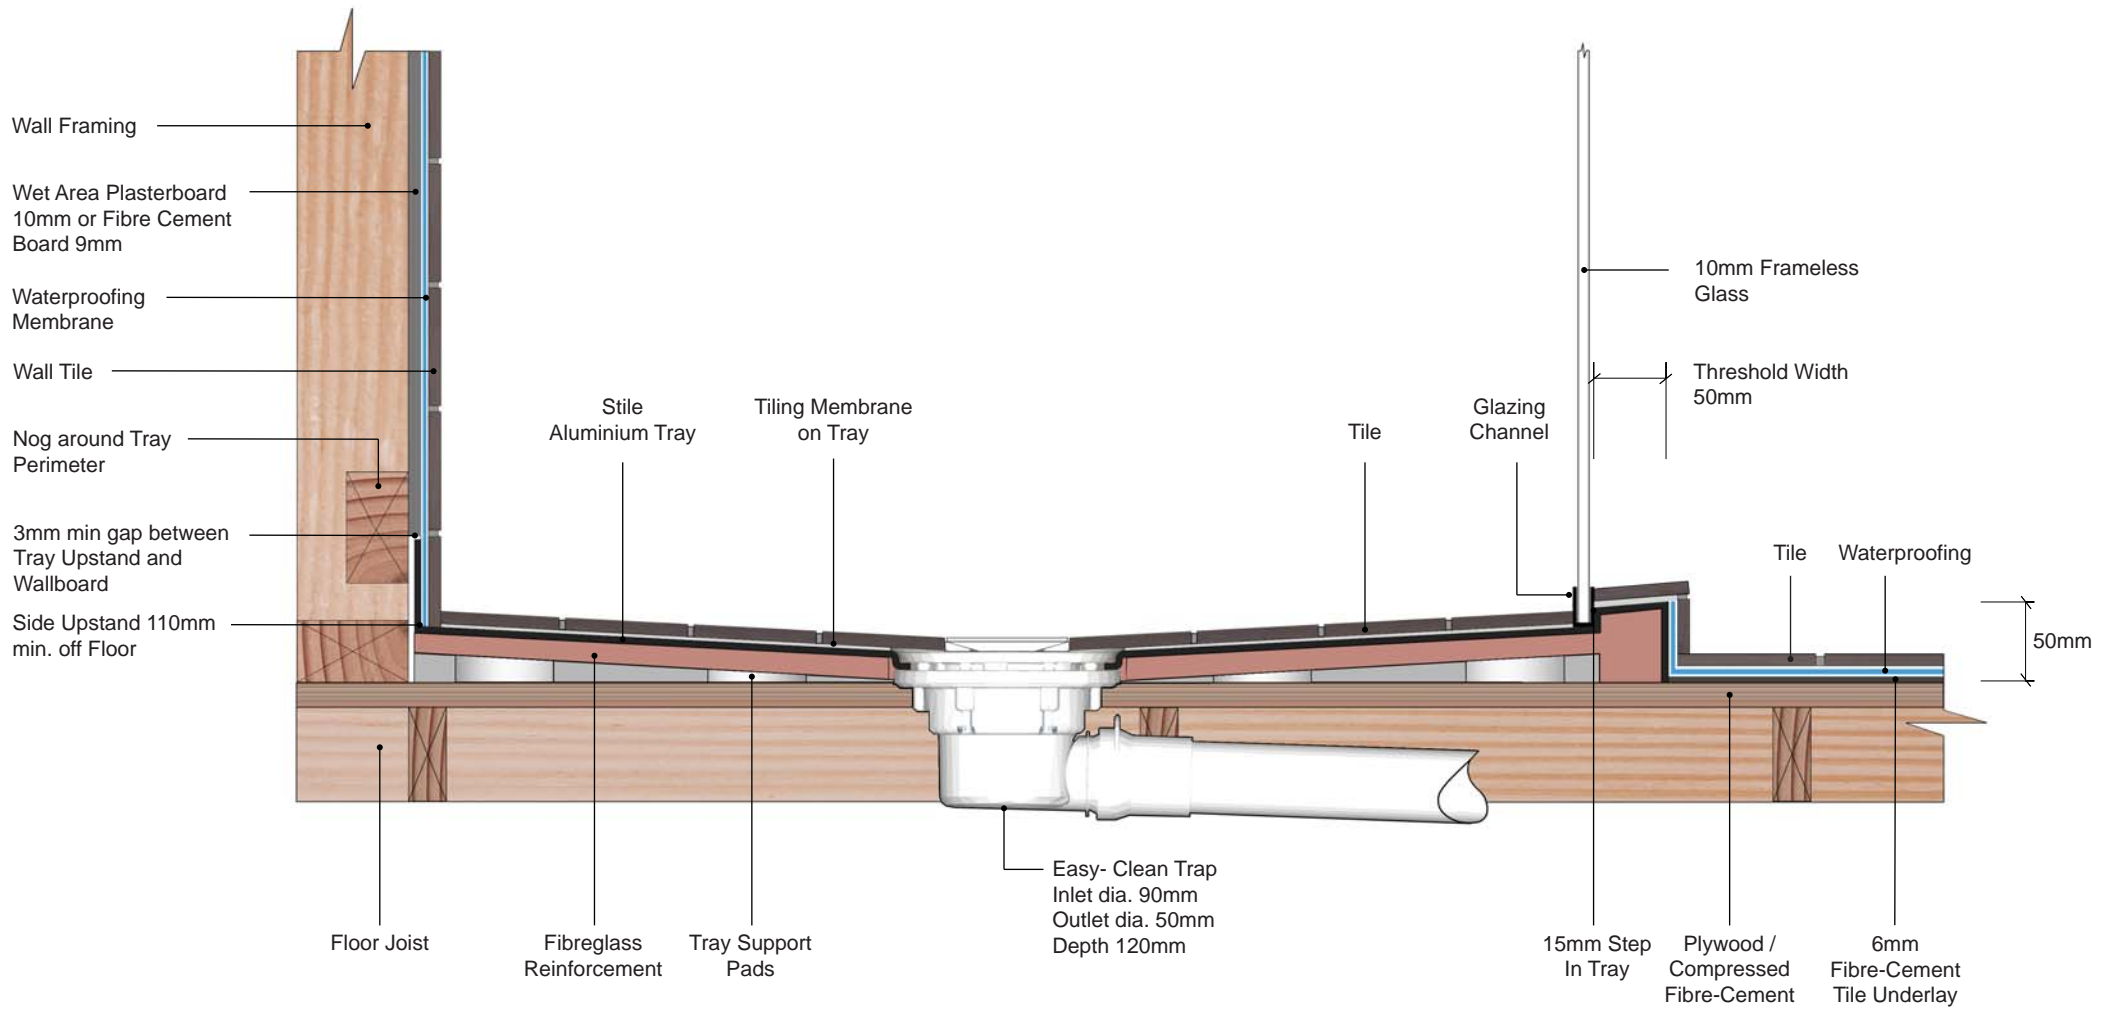 Wall Framing
Wet Area Plasterboard
10mm or Fibre Cement
Board 9mm
Waterproofing
Membrane
Wall Tile
Nog around Tray
Perimeter
3mm min gap between
Tray Upstand and
Wallboard
Side Upstand 110mm
min. off Floor
Stile
Aluminium Tray
Tiling Membrane
on Tray
Tile
Glazing
Channel
10mm Frameless
Glass
Threshold Width
50mm
Tile
Waterproofing
50mm
Floor Joist
Fibreglass
Reinforcement
Tray Support
Pads
Easy- Clean Trap
Inlet dia. 90mm
Outlet dia. 50mm
Depth 120mm
15mm Step
In Tray
Plywood /
Compressed
Fibre-Cement
6mm
Fibre-Cement
Tile Underlay